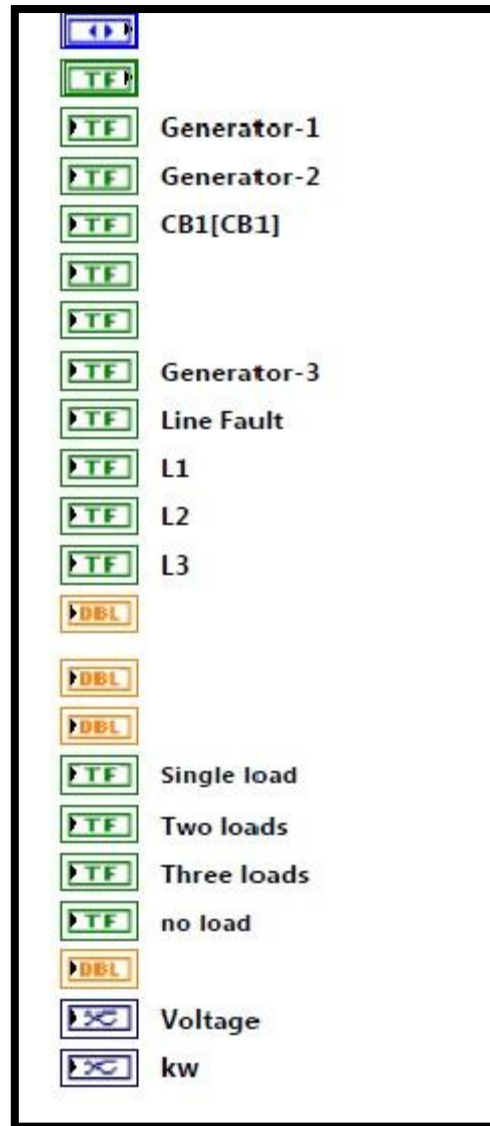 TF
TF Generator-1
TF Generator-2
TF CB1[CB1]
TF
TF
TF Generator-3
TF Line Fault
TF L1
TF L2
TF L3
DBL
DBL
DBL
TF Single load
TF Two loads
TF Three loads
TF no load
DBL
Voltage
kw